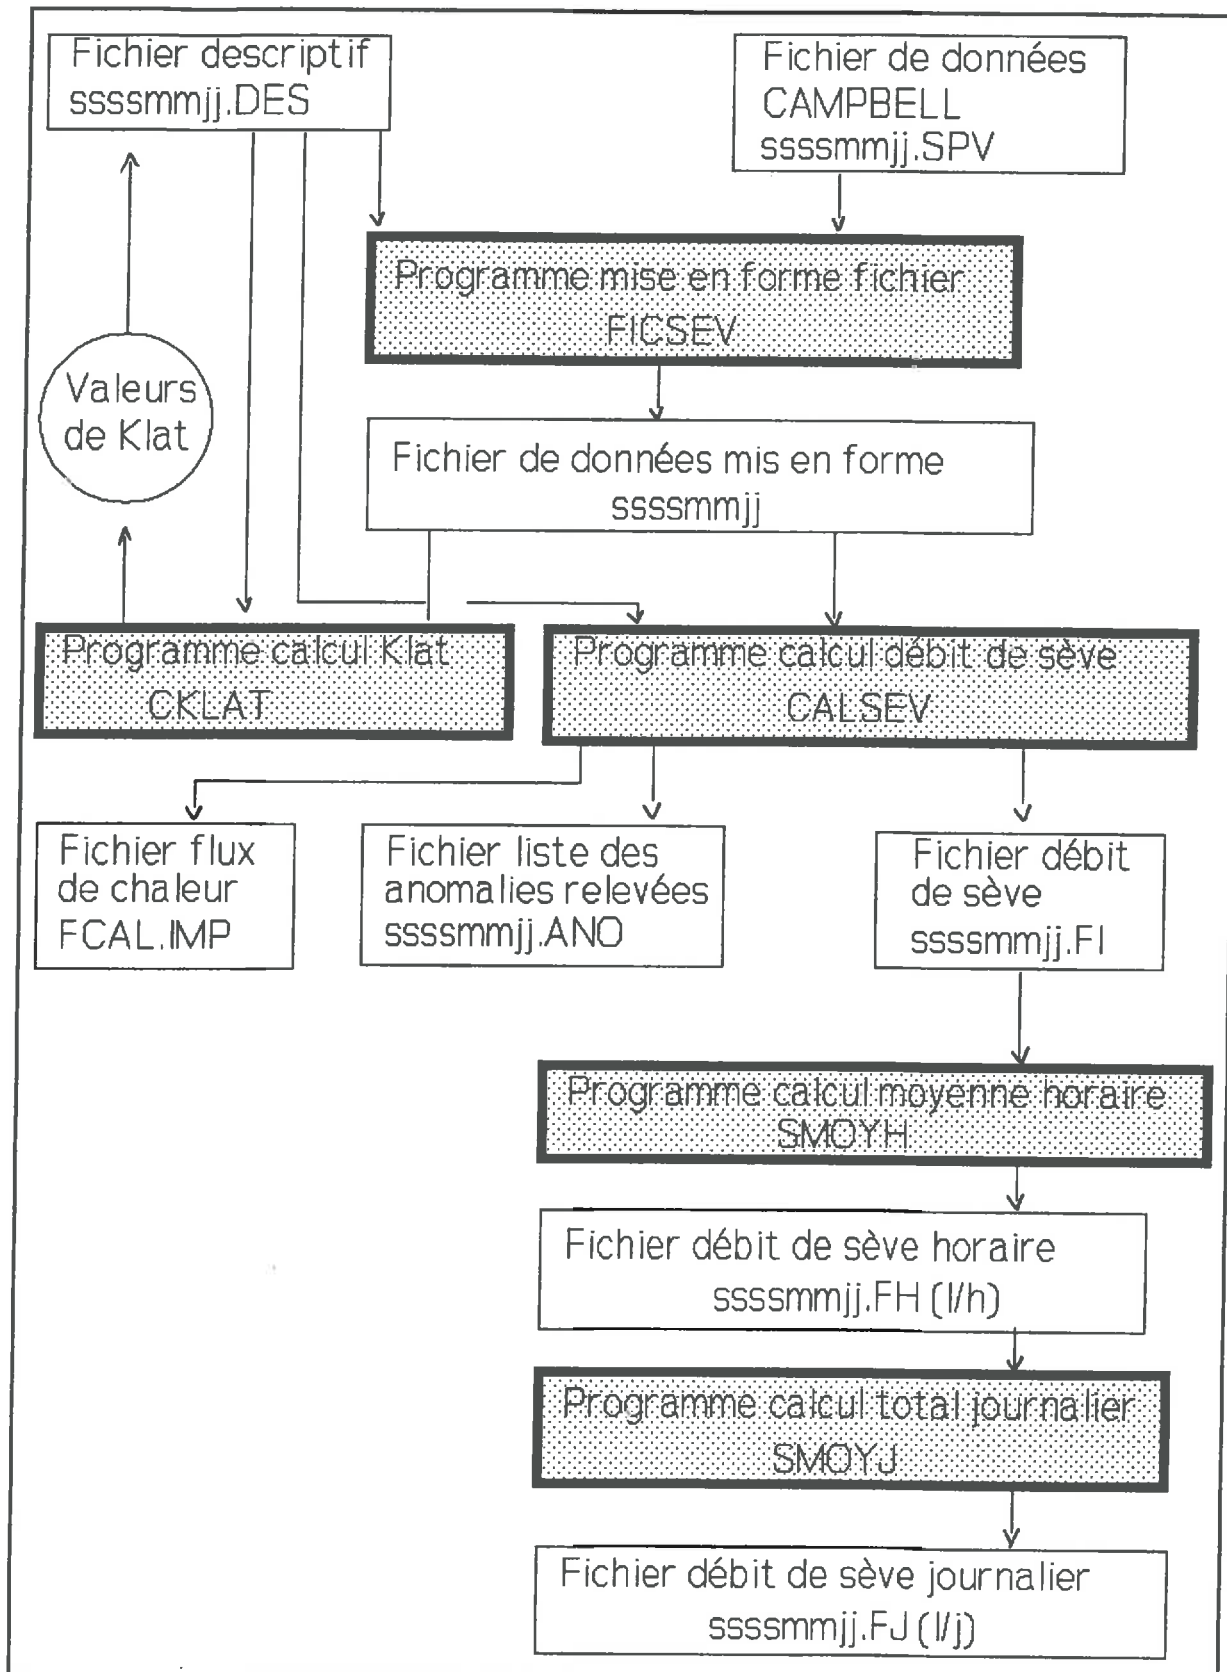 Fichier descriptif
ssssmmjj.DES
Fichier de données
CAMPBELL
ssssmmjj.SPV
Programme mise en forme fichier
FICSEV
Valeurs
de Klat
Fichier de données mis en forme
ssssmmjj
Programme calcul Klat
CKLAT
Programme calcul débit de sève
CALSEV
Fichier flux
de chaleur
FCAL.IMP
Fichier liste des
anomalies relevées
ssssmmjj.ANO
Fichier débit
de sève
ssssmmjj.FI
Programme calcul moyenne horaire
SMOYH
Fichier débit de sève horaire
ssssmmjj.FH (l/h)
Programme calcul total journalier
SMOYJ
Fichier débit de sève journalier
ssssmmjj.FJ (l/j)